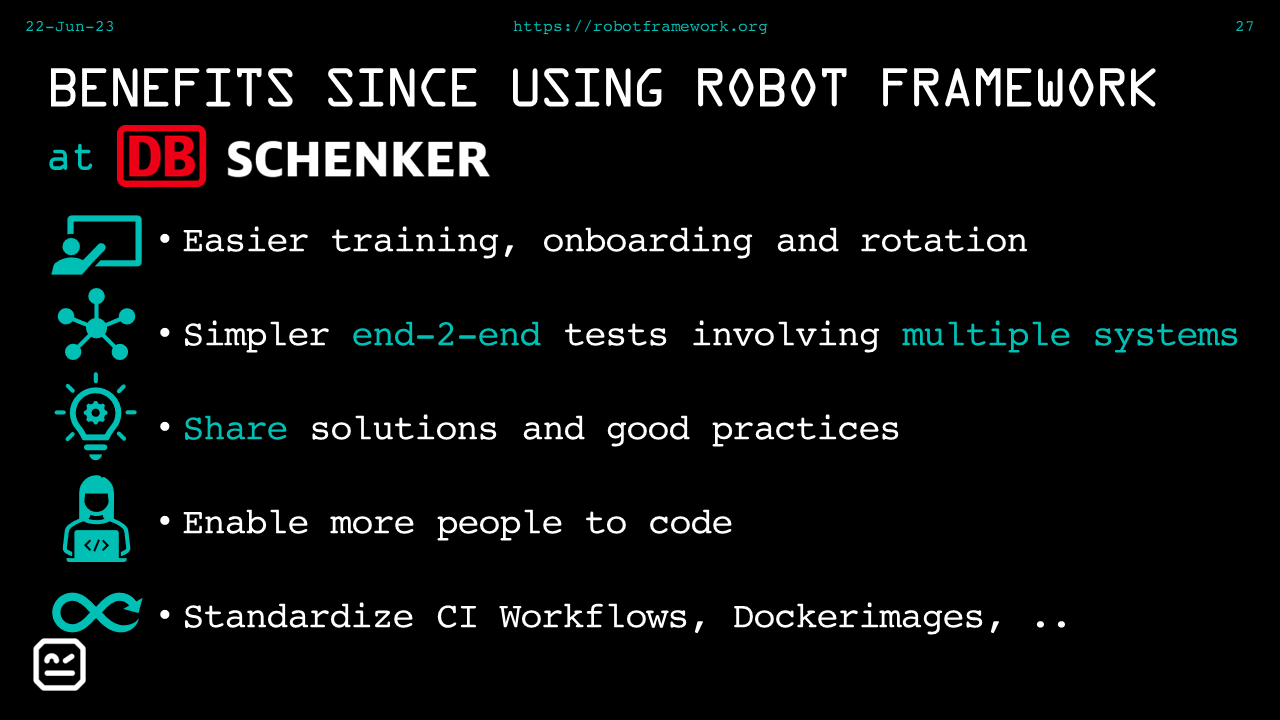 22-Jun-23
https://robotframework.org
27
BENEFITS SINCE USING ROBOT FRAMEWORK
at DB SCHENKER
• Easier training, onboarding and rotation
• Simpler end-2-end tests involving multiple systems
• Share solutions and good practices
• Enable more people to code
</>
• Standardize CI Workflows, Dockerimages, ..